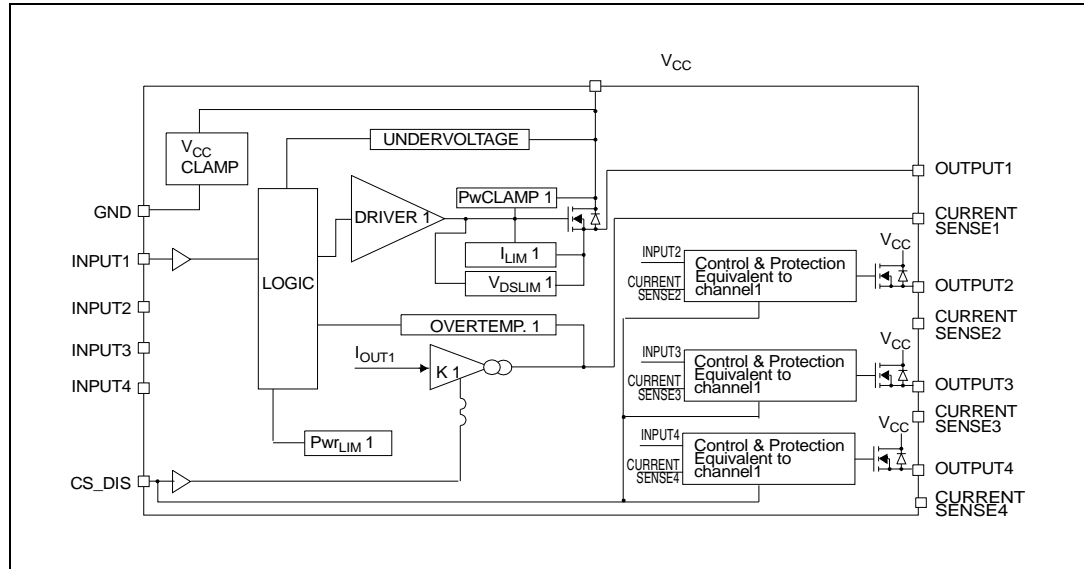 VCC
UNDERVOLTAGE
VCC
CLAMP
OUTPUT1
PwCLAMP 1
GND
DRIVER 1
CURRENT
SENSE1
INPUT1
LOGIC
ILIM 1
VDSLIM 1
INPUT2
CURRENT
SENSE2
Control & Protection
Equivalent to
channel1
VCC
OUTPUT2
INPUT2
OVERTEMP. 1
CURRENT
SENSE2
INPUT3
IOUT1
K 1
INPUT3
CURRENT
SENSE3
Control & Protection
Equivalent to
channel1
VCC
OUTPUT3
INPUT4
CURRENT
SENSE3
PwrLIM 1
INPUT4
CURRENT
SENSE4
Control & Protection
Equivalent to
channel1
VCC
OUTPUT4
CS_DIS
CURRENT
SENSE4